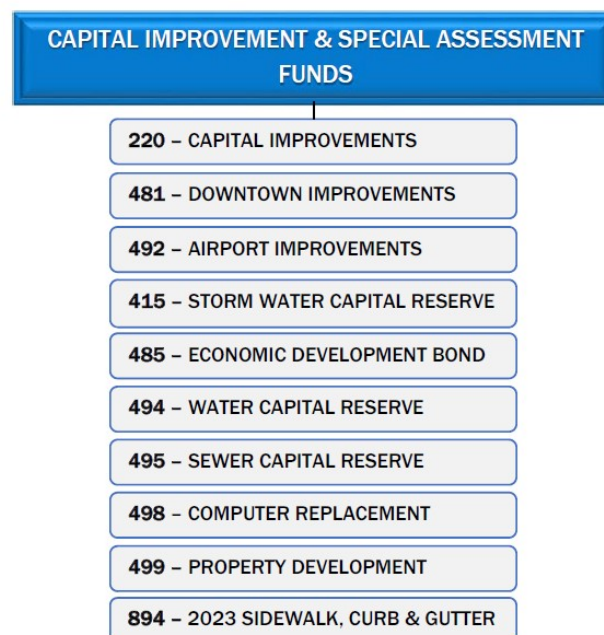 CAPITAL IMPROVEMENT & SPECIAL ASSESSMENT
FUNDS
220 – CAPITAL IMPROVEMENTS
481 – DOWNTOWN IMPROVEMENTS
492 – AIRPORT IMPROVEMENTS
415 – STORM WATER CAPITAL RESERVE
485 – ECONOMIC DEVELOPMENT BOND
494 – WATER CAPITAL RESERVE
495 – SEWER CAPITAL RESERVE
498 – COMPUTER REPLACEMENT
499 – PROPERTY DEVELOPMENT
894 – 2023 SIDEWALK, CURB & GUTTER